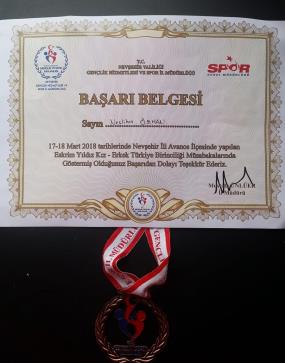 T.C.
NEVŞEHİR VALİLİĞİ
GENÇLİK HİZMETLERİ VE SPOR İL MÜDÜRLÜĞÜ
SPOR
BAŞARI BELGESİ
Sayın
17-18 Mart 2018 tarihlerinde Nevşehir İli Avanos İlçesinde yapılan
Eskrim Yıldız Kız - Erkek Türkiye Birinciliği Müsabakalarında
Göstermiş Olduğunuz Başarıdan Dolayı Teşekkür Ederiz.
İl Müdürü